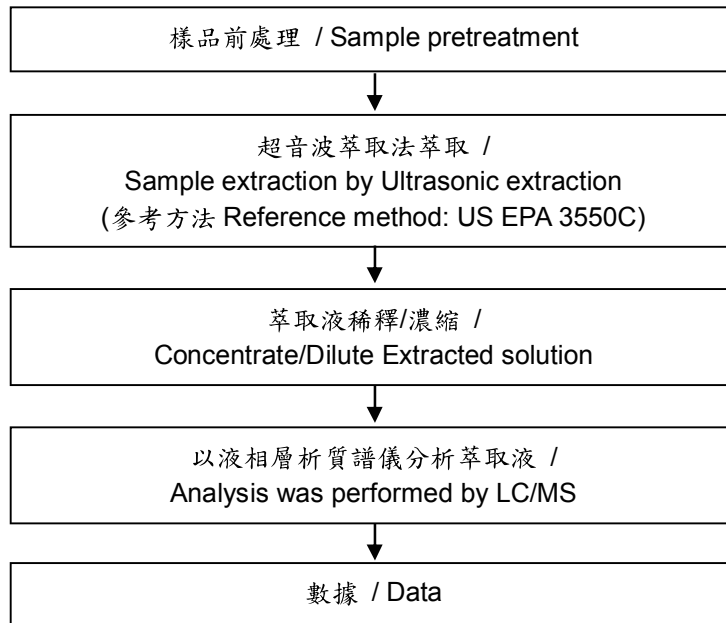 樣品前處理 / Sample pretreatment
超音波萃取法萃取 /
Sample extraction by Ultrasonic extraction
(參考方法 Reference method: US EPA 3550C)
萃取液稀釋/濃縮 /
Concentrate/Dilute Extracted solution
以液相層析質譜儀分析萃取液 /
Analysis was performed by LC/MS
數據 / Data